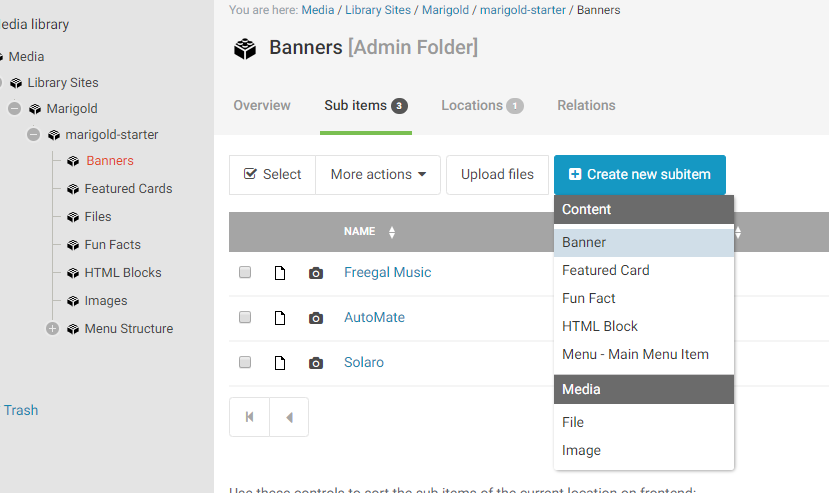 edia library
Media
Library Sites
Marigold
marigold-starter
Banners
Featured Cards
Files
Fun Facts
HTML Blocks
Images
Menu Structure
Trash
You are here: Media / Library Sites / Marigold / marigold-starter / Banners
Banners [Admin Folder]
Overview Sub items 3 Locations 1 Relations
Select More actions Upload files Create new subitem
NAME
Freegal Music
AutoMate
Solaro
Content
Banner
Featured Card
Fun Fact
HTML Block
Menu - Main Menu Item
Media
File
Image
Use these controls to sort the sub items of the current location on frontend: